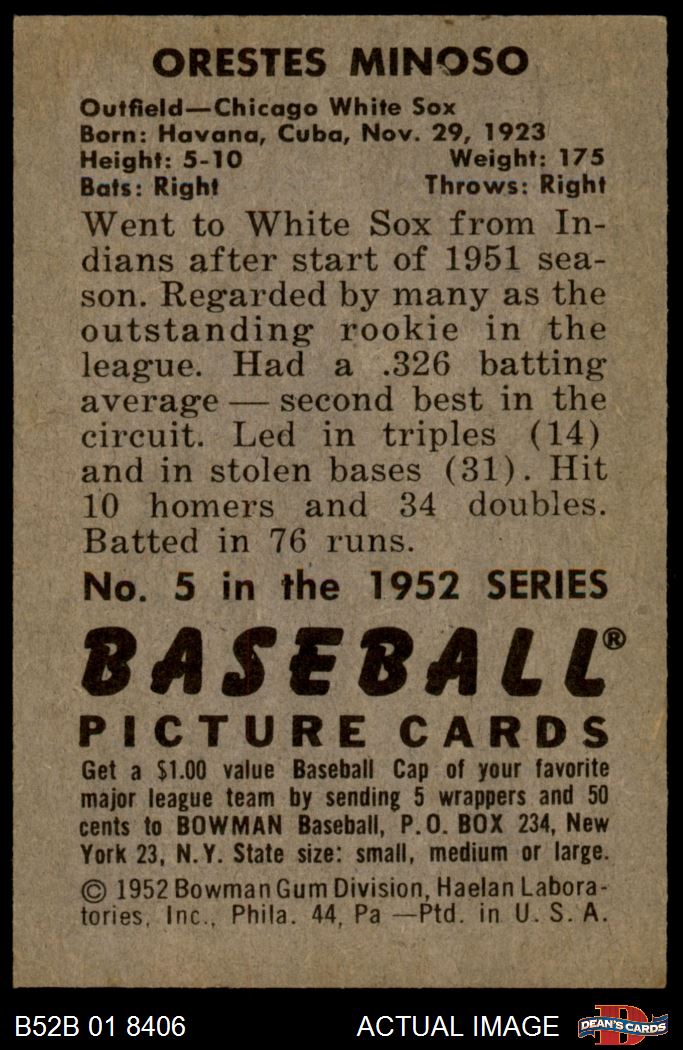 ORESTES MINOSO
Outfield—Chicago White Sox
Born: Havana, Cuba, Nov. 29, 1923
Height: 5-10 Weight: 175
Bats: Right Throws: Right
Went to White Sox from In-
dians after start of 1951 sea-
son. Regarded by many as the
outstanding rookie in the
league. Had a .326 batting
average — second best in the
circuit. Led in triples (14)
and in stolen bases (31). Hit
10 homers and 34 doubles.
Batted in 76 runs.
No. 5 in the 1952 SERIES
BASEBALL®
PICTURE CARDS
Get a $1.00 value Baseball Cap of your favorite
major league team by sending 5 wrappers and 50
cents to BOWMAN Baseball, P.O. BOX 234, New
York 23, N.Y. State size: small, medium or large.
© 1952 Bowman Gum Division, Haelan Labora-
tories, Inc., Phila. 44, Pa —Ptd. in U. S. A.
B52B 01 8406 ACTUAL IMAGE DEAN'S CARDS